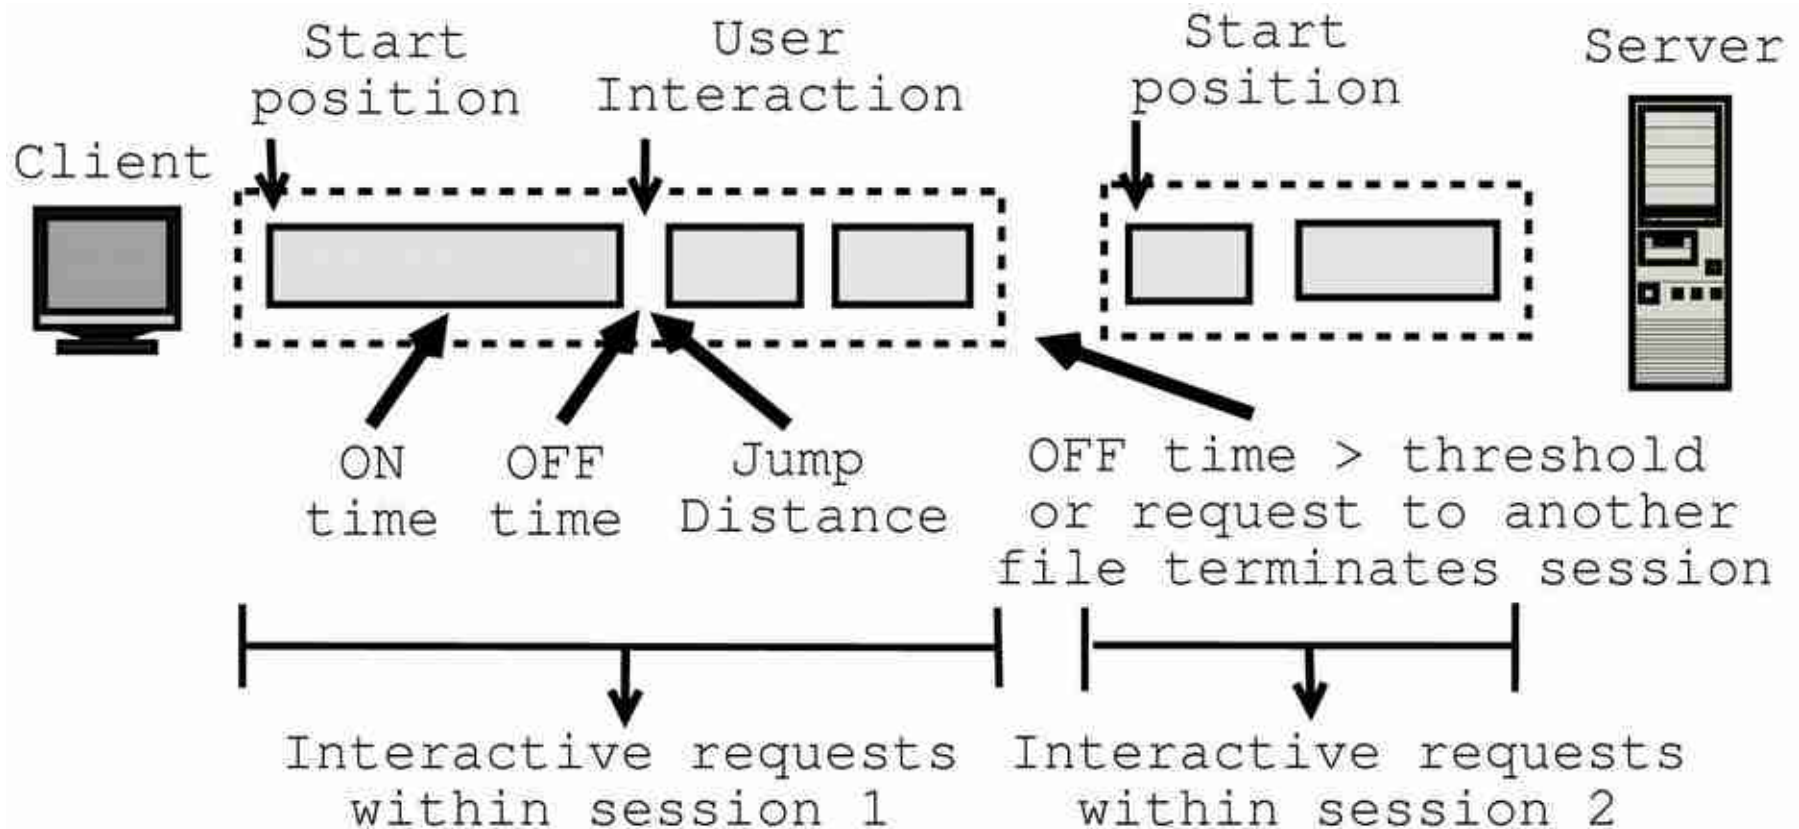 Start
position
User
Interaction
Start
position
Server
Client
ON
time
OFF
time
Jump
Distance
OFF time > threshold
or request to another
file terminates session
Interactive requests
within session 1
Interactive requests
within session 2